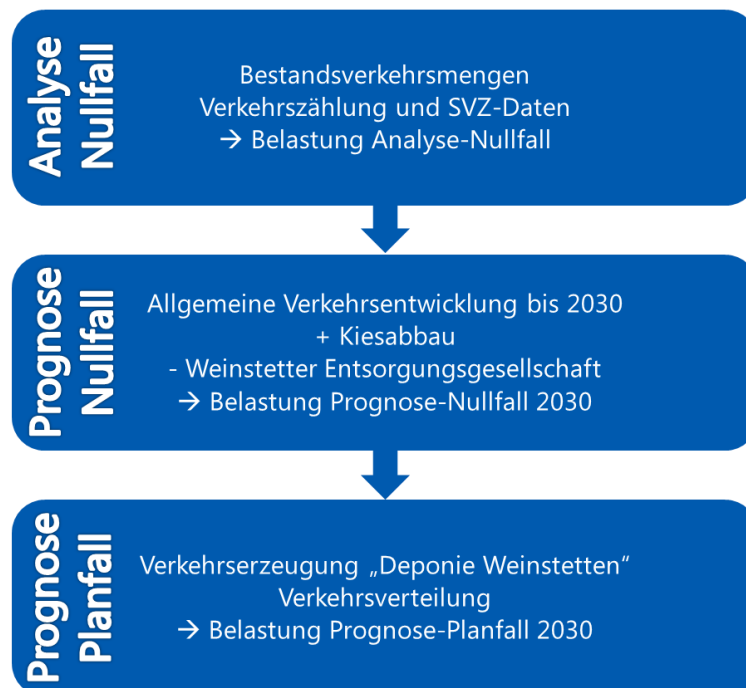 Analyse
Nullfall
Bestandsverkehrsmengen
Verkehrszählung und SVZ-Daten
→ Belastung Analyse-Nullfall
Prognose
Nullfall
Allgemeine Verkehrsentwicklung bis 2030
+ Kiesabbau
- Weinstetter Entsorgungsgesellschaft
→ Belastung Prognose-Nullfall 2030
Prognose
Planfall
Verkehrserzeugung „Deponie Weinstetten“
Verkehrsverteilung
→ Belastung Prognose-Planfall 2030